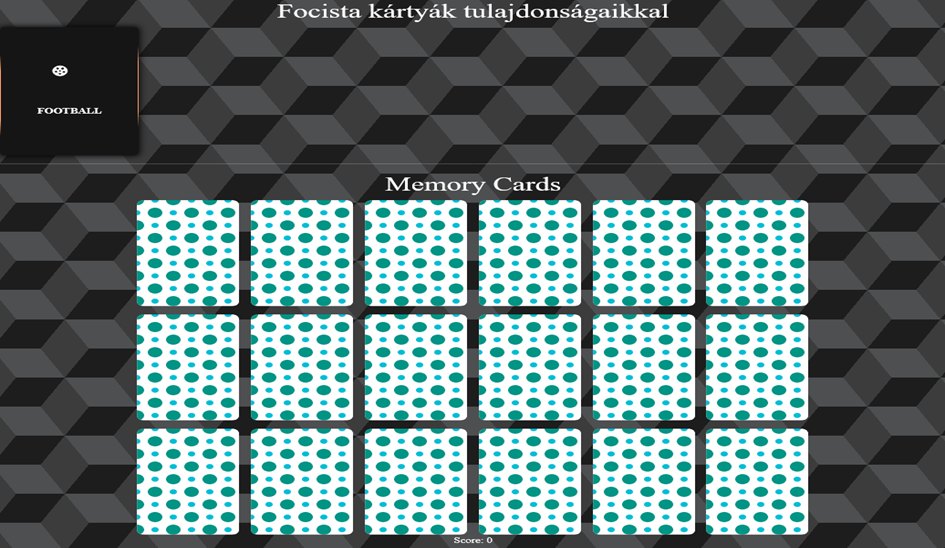 Focista kártyák tulajdonságaikkal
FOOTBALL
Memory Cards
Score: 0